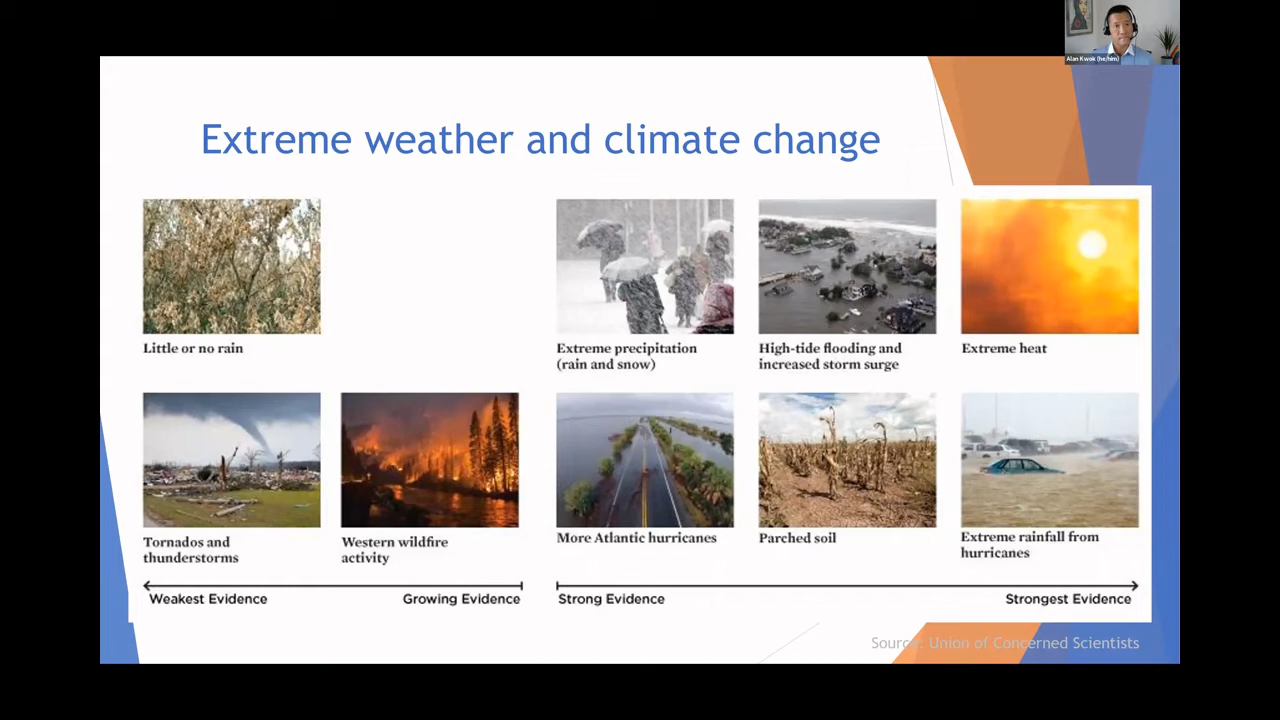 Alan Kwok (he/him)
Extreme weather and climate change
Little or no rain
Extreme precipitation
(rain and snow)
High-tide flooding and
increased storm surge
Extreme heat
Tornados and
thunderstorms
Western wildfire
activity
More Atlantic hurricanes
Parched soil
Extreme rainfall from
hurricanes
Weakest Evidence
Growing Evidence
Strong Evidence
Strongest Evidence
Source: Union of Concerned Scientists